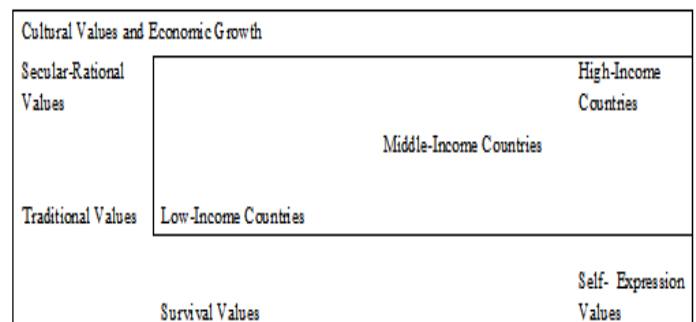 Cultural Values and Economic Growth
Secular-Rational Values
High-Income Countries
Middle-Income Countries
Traditional Values
Low-Income Countries
Survival Values
Self- Expression Values